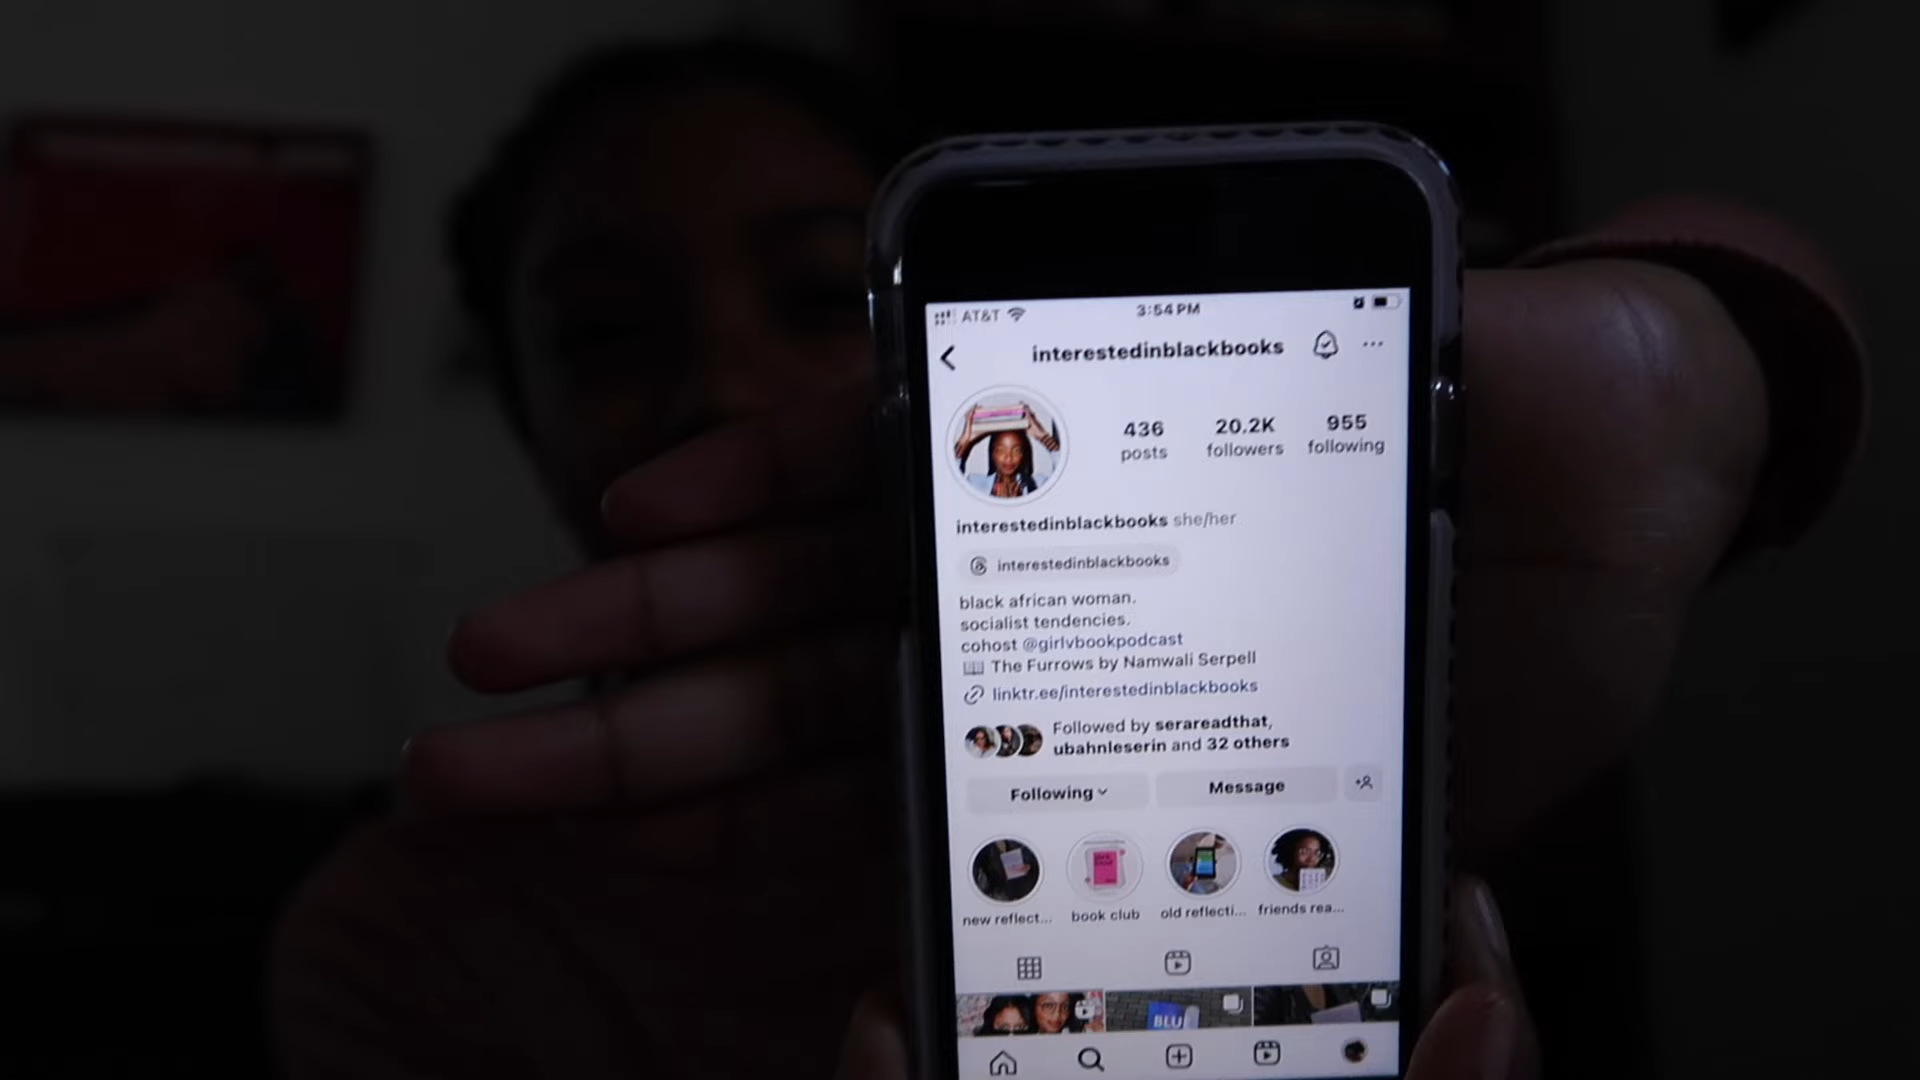 AT&T 3:54 PM
interestedinblackbooks
436 20.2K 955
posts followers following
interestedinblackbooks she/her
interestedinblackbooks
black african woman.
socialist tendencies.
cohost @girlvbookpodcast
The Furrows by Namwali Serpell
linktr.ee/interestedinblackbooks
Followed by serareadthat,
ubahnleserin and 32 others
Following Message
new reflect... book club old reflecti... friends rea...
BLU